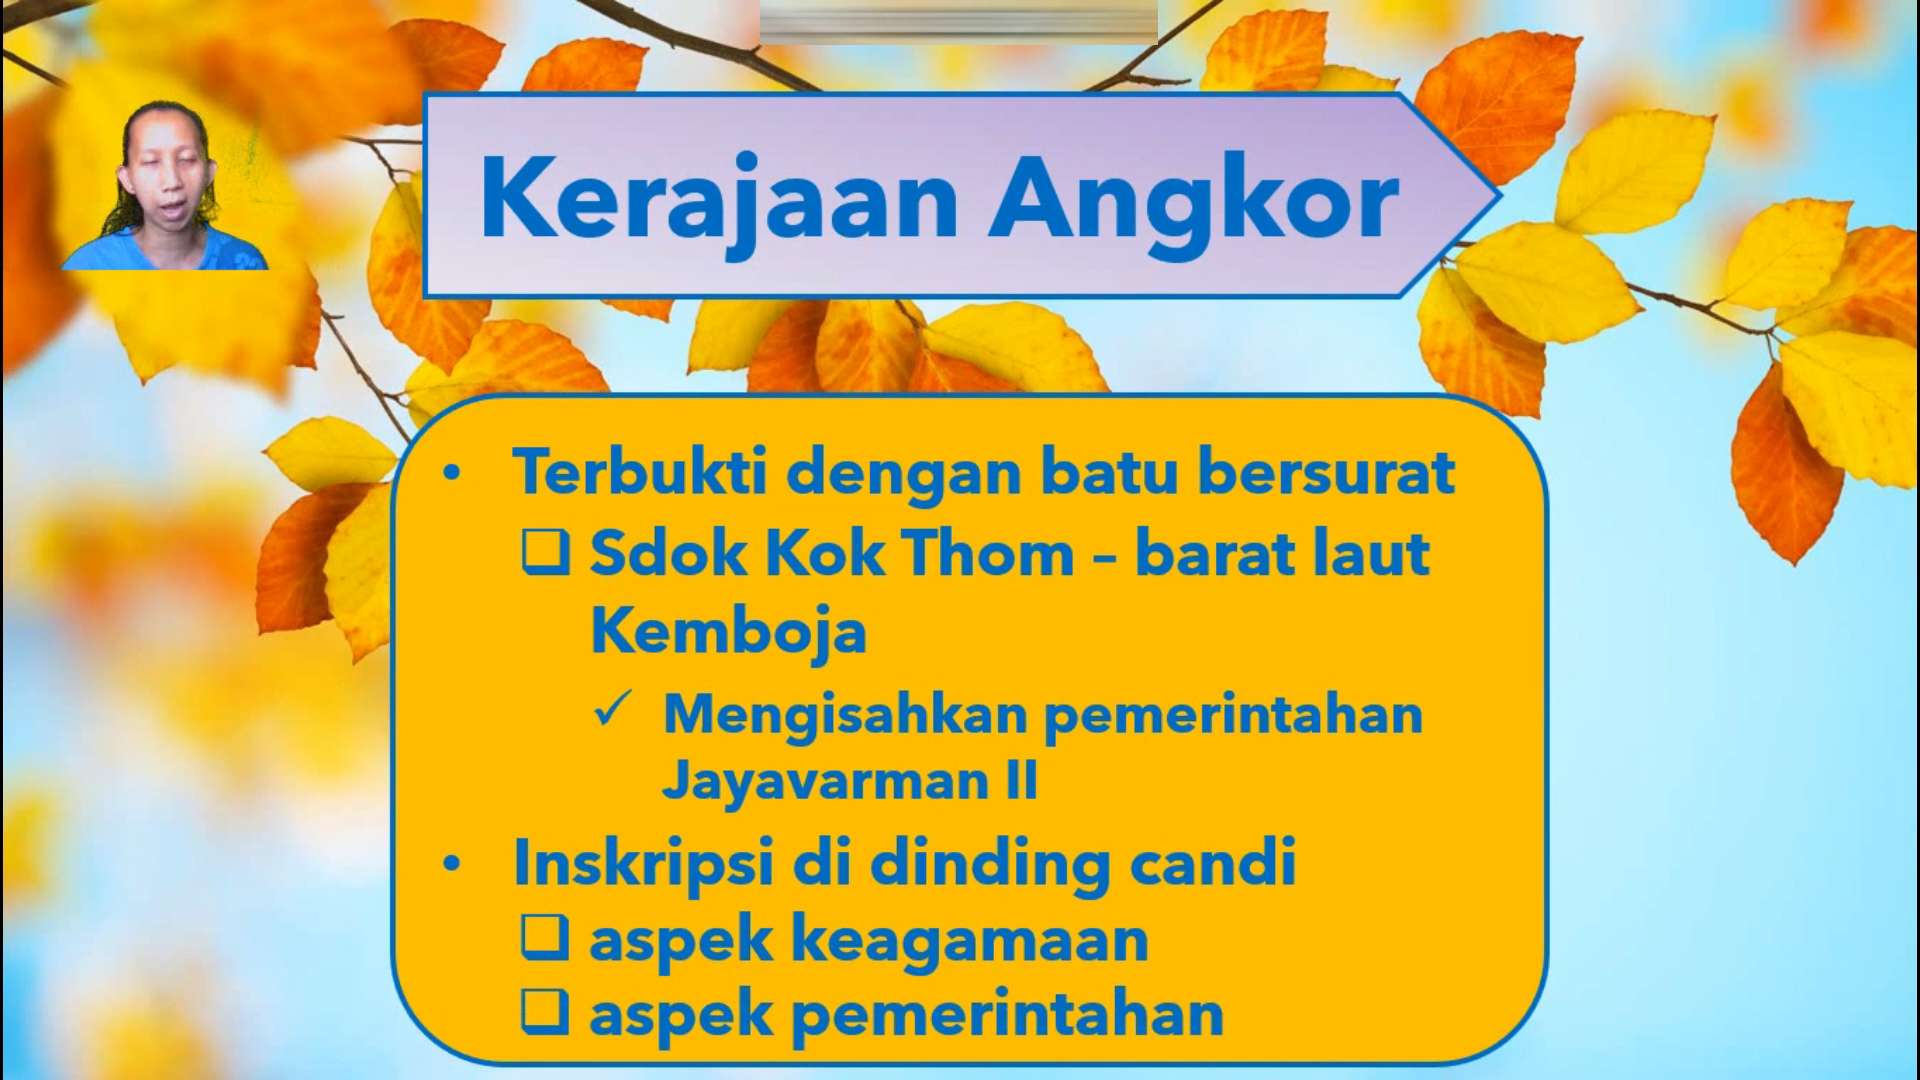 Kerajaan Angkor
• Terbukti dengan batu bersurat
❑ Sdok Kok Thom – barat laut
Kemboja
✓ Mengisahkan pemerintahan
Jayavarman II
• Inskripsi di dinding candi
❑ aspek keagamaan
❑ aspek pemerintahan